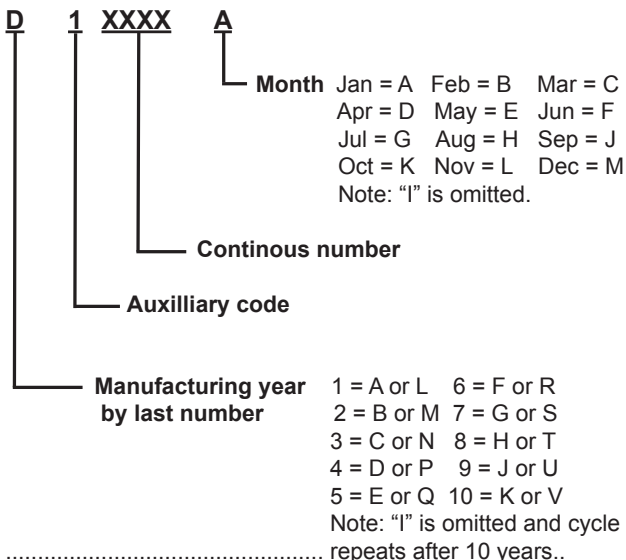 D 1 XXXX A
Month Jan = A Feb = B Mar = C
Apr = D May = E Jun = F
Jul = G Aug = H Sep = J
Oct = K Nov = L Dec = M
Note: “I” is omitted.
Continous number
Auxilliary code
Manufacturing year 1 = A or L 6 = F or R
by last number 2 = B or M 7 = G or S
3 = C or N 8 = H or T
4 = D or P 9 = J or U
5 = E or Q 10 = K or V
Note: “I” is omitted and cycle
................................................. repeats after 10 years..